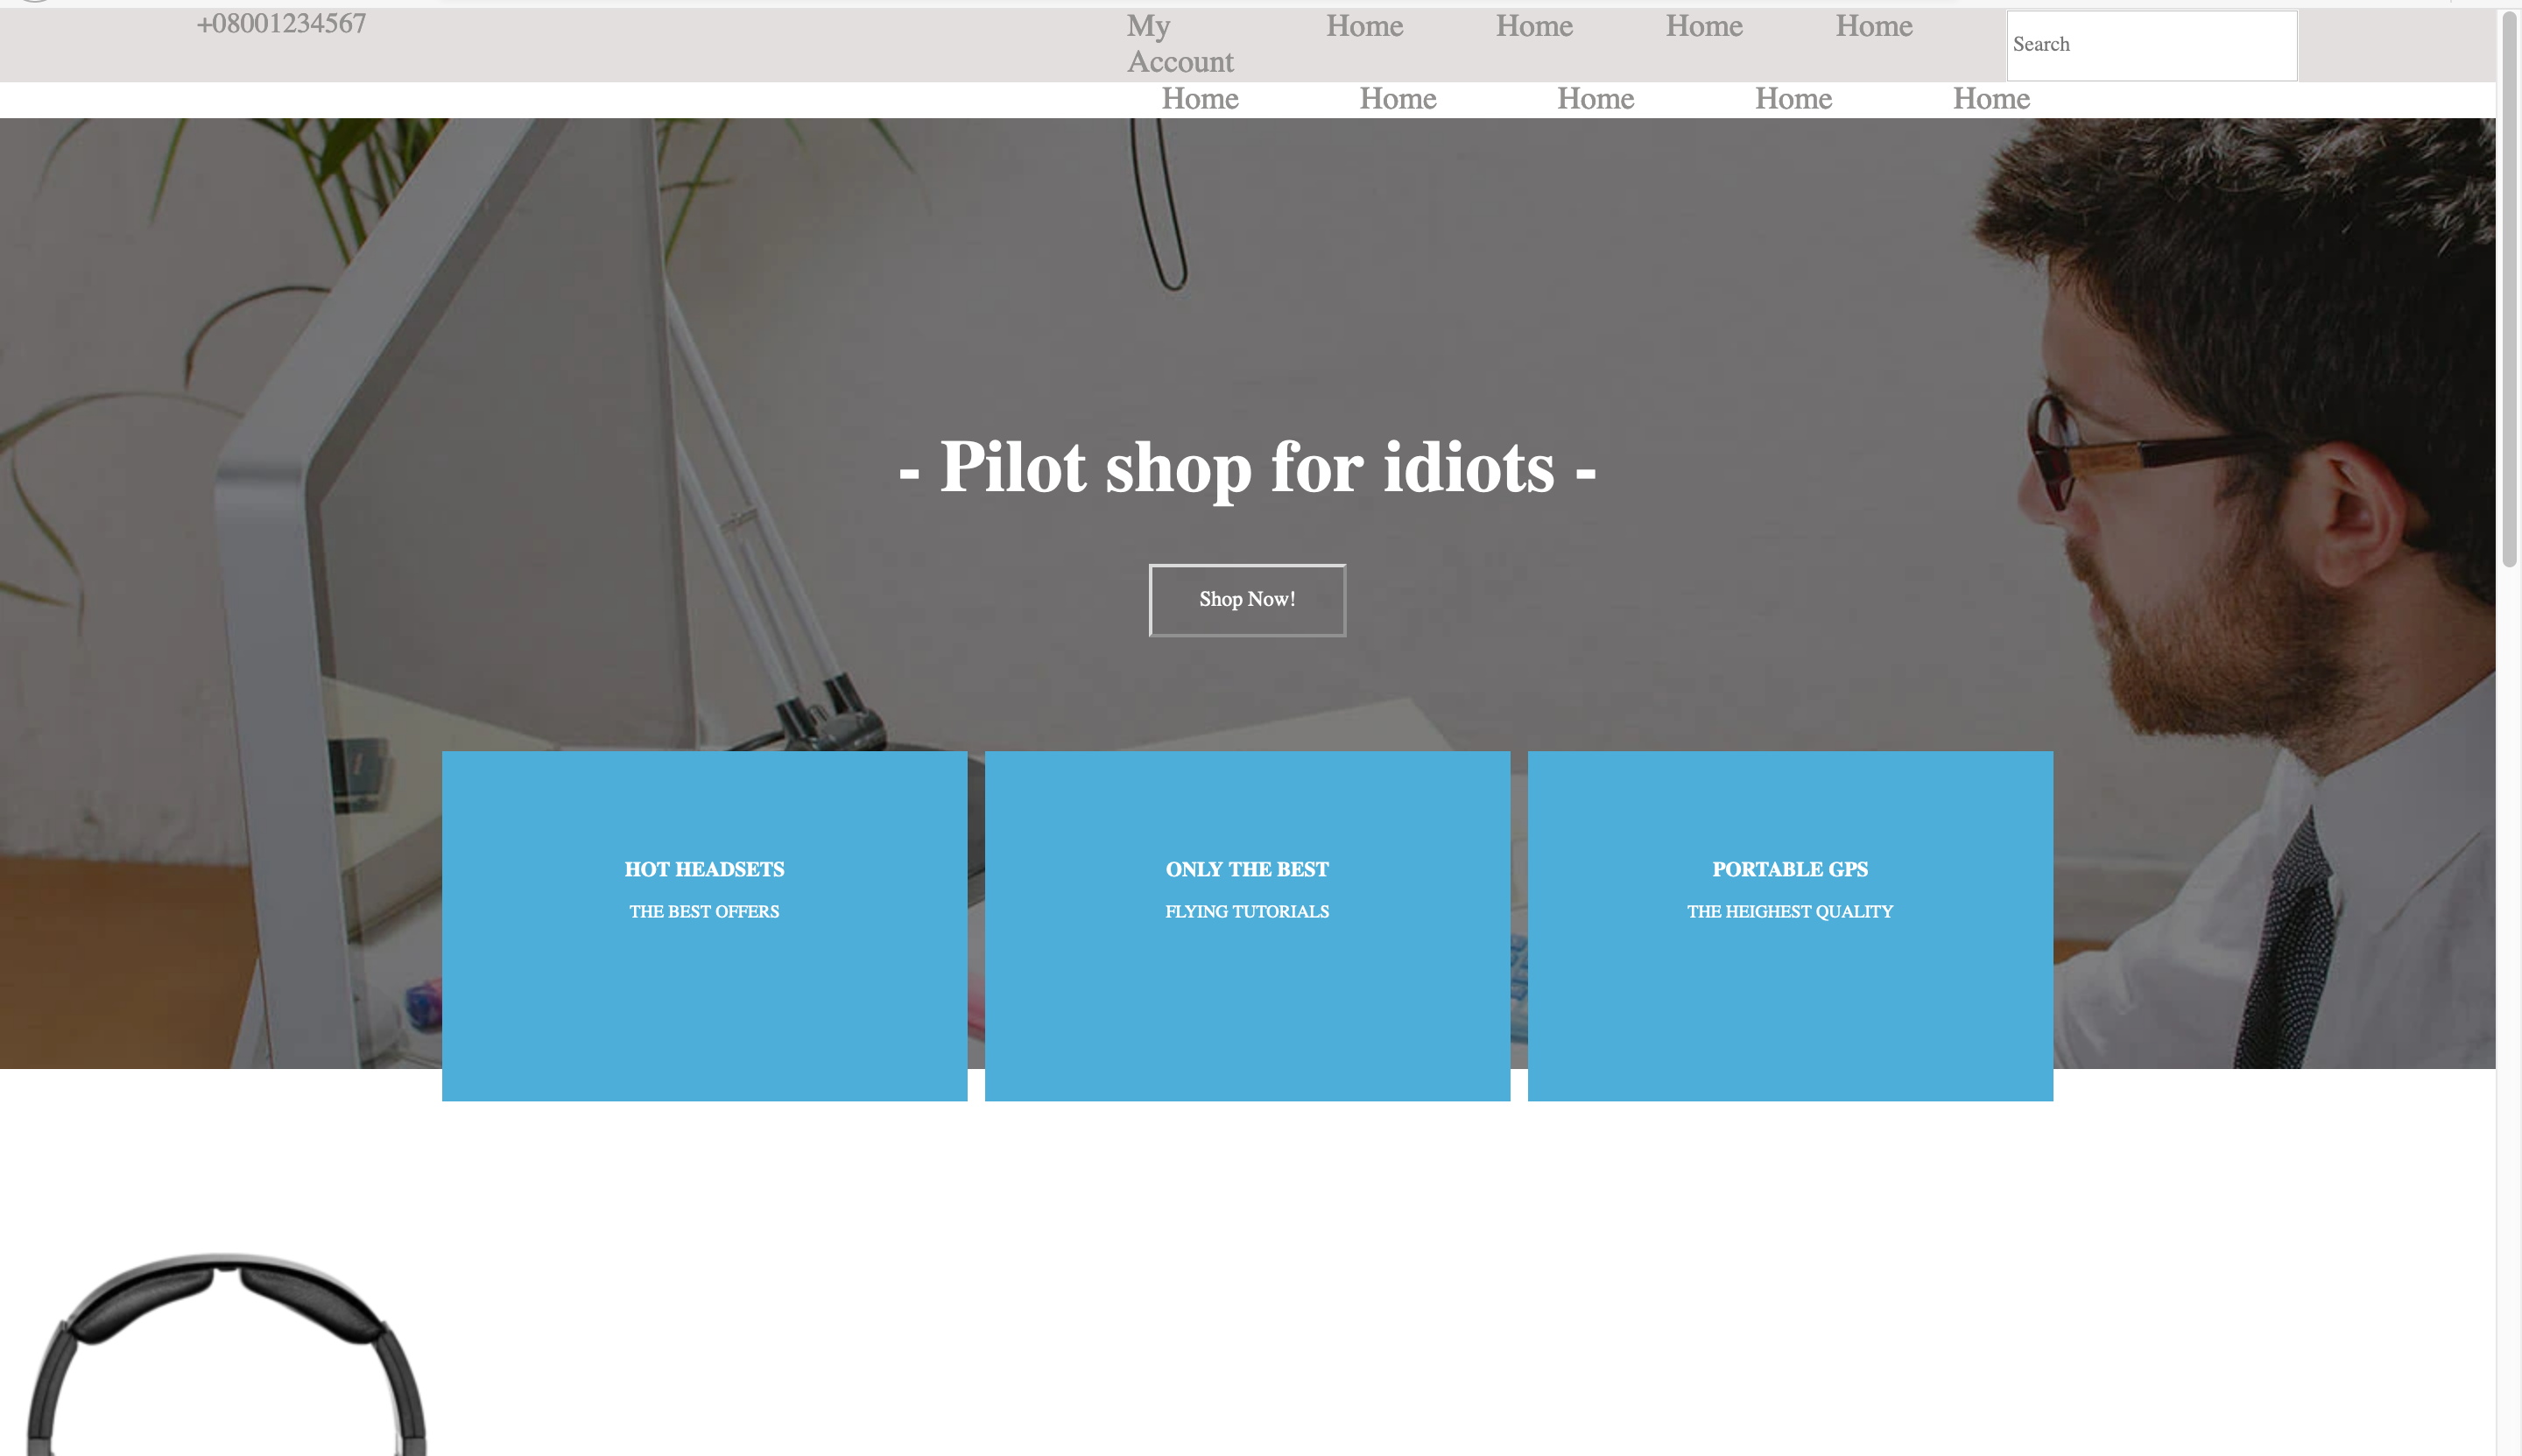 +08001234567
My Account
Home
Home
Home
Home
Search
Home
Home
Home
Home
Home
- Pilot shop for idiots -
Shop Now!
HOT HEADSETS
THE BEST OFFERS
ONLY THE BEST
FLYING TUTORIALS
PORTABLE GPS
THE HEIGHEST QUALITY